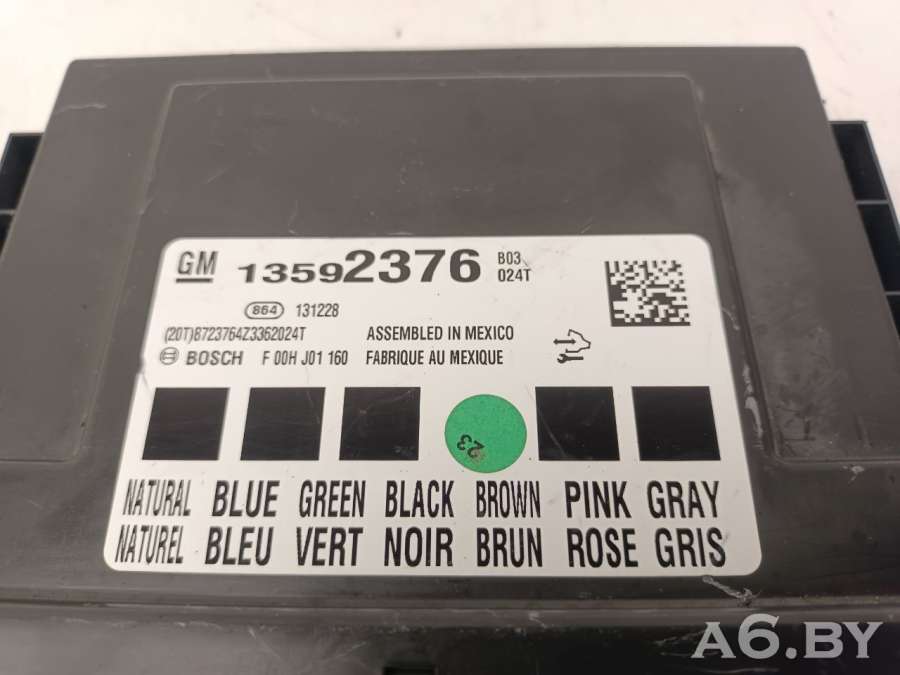 GM 13592376 B03
024T
864 131228
(20T)8723764Z3362024T ASSEMBLED IN MEXICO
BOSCH F 00H J01 160 FABRIQUE AU MEXIQUE
23
NATURAL BLUE GREEN BLACK BROWN PINK GRAY
NATUREL BLEU VERT NOIR BRUN ROSE GRIS
A6.BY